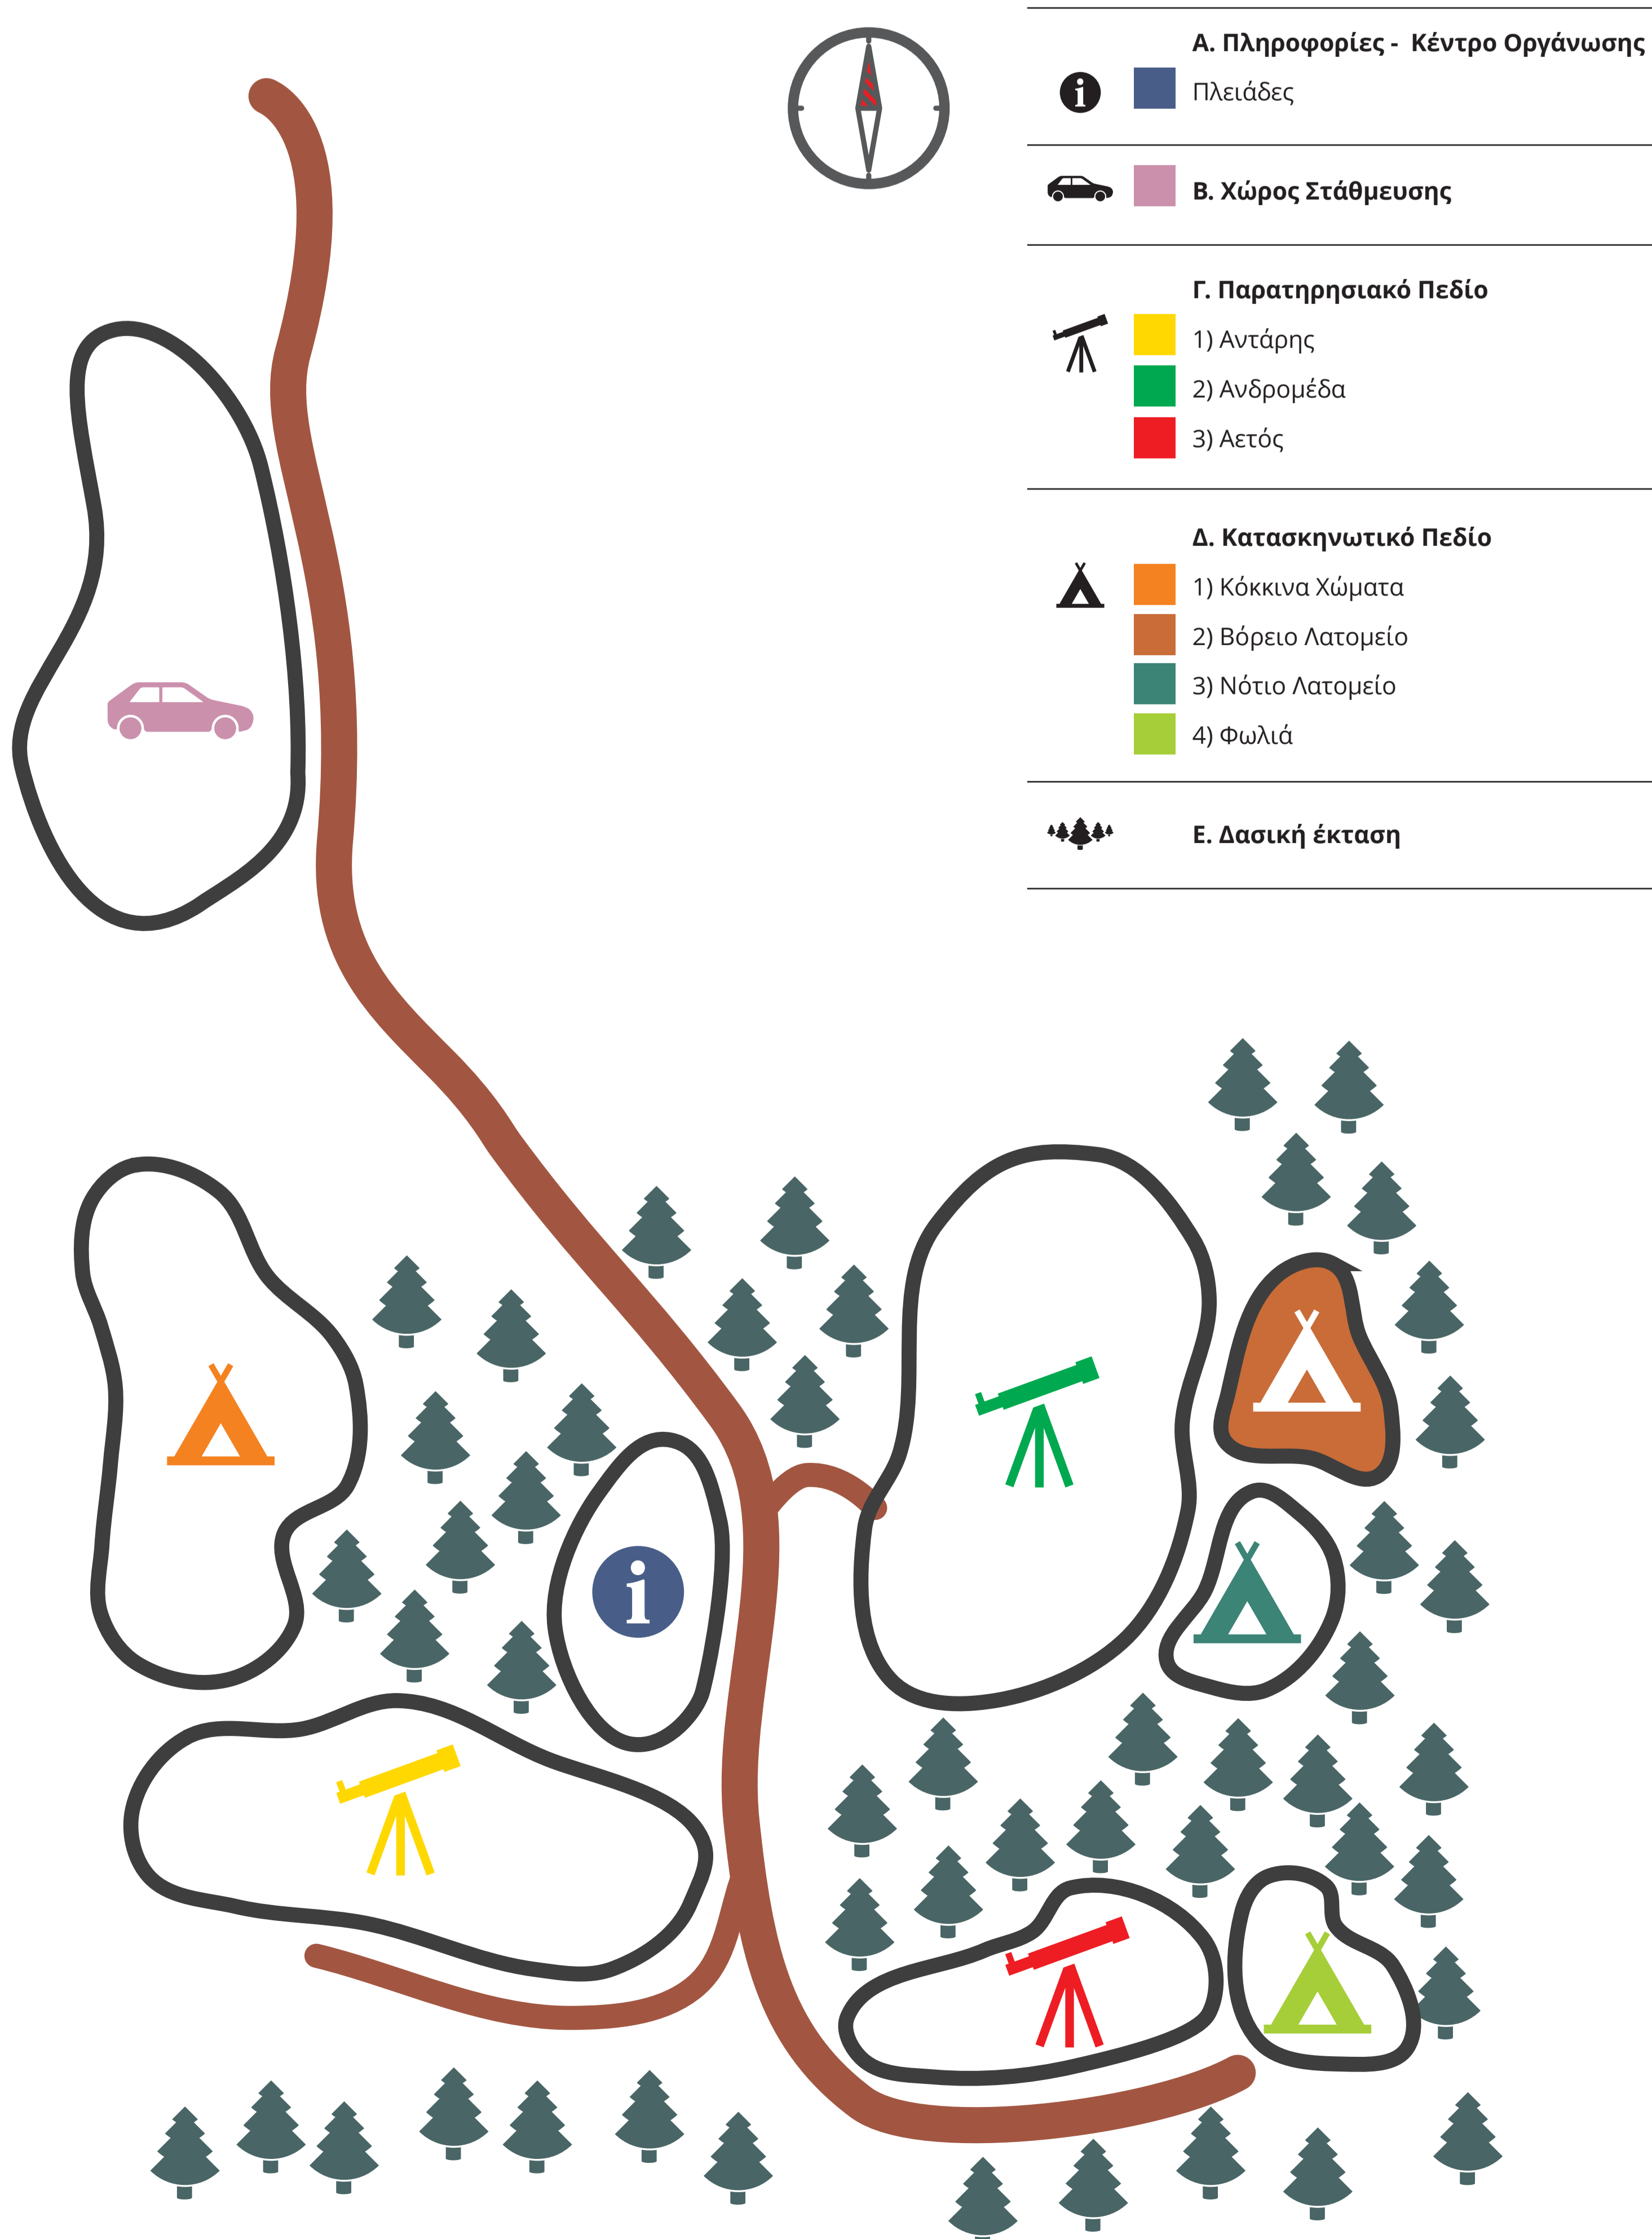 Α. Πληροφορίες - Κέντρο Οργάνωσης
Πλειάδες
Β. Χώρος Στάθμευσης
Γ. Παρατηρησιακό Πεδίο
1) Αντάρης
2) Ανδρομέδα
3) Αετός
Δ. Κατασκηνωτικό Πεδίο
1) Κόκκινα Χώματα
2) Βόρειο Λατομείο
3) Νότιο Λατομείο
4) Φωλιά
Ε. Δασική έκταση